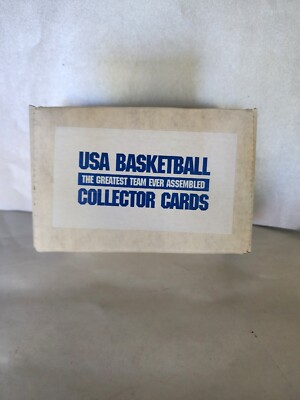 USA BASKETBALL
THE GREATEST TEAM EVER ASSEMBLED
COLLECTOR CARDS